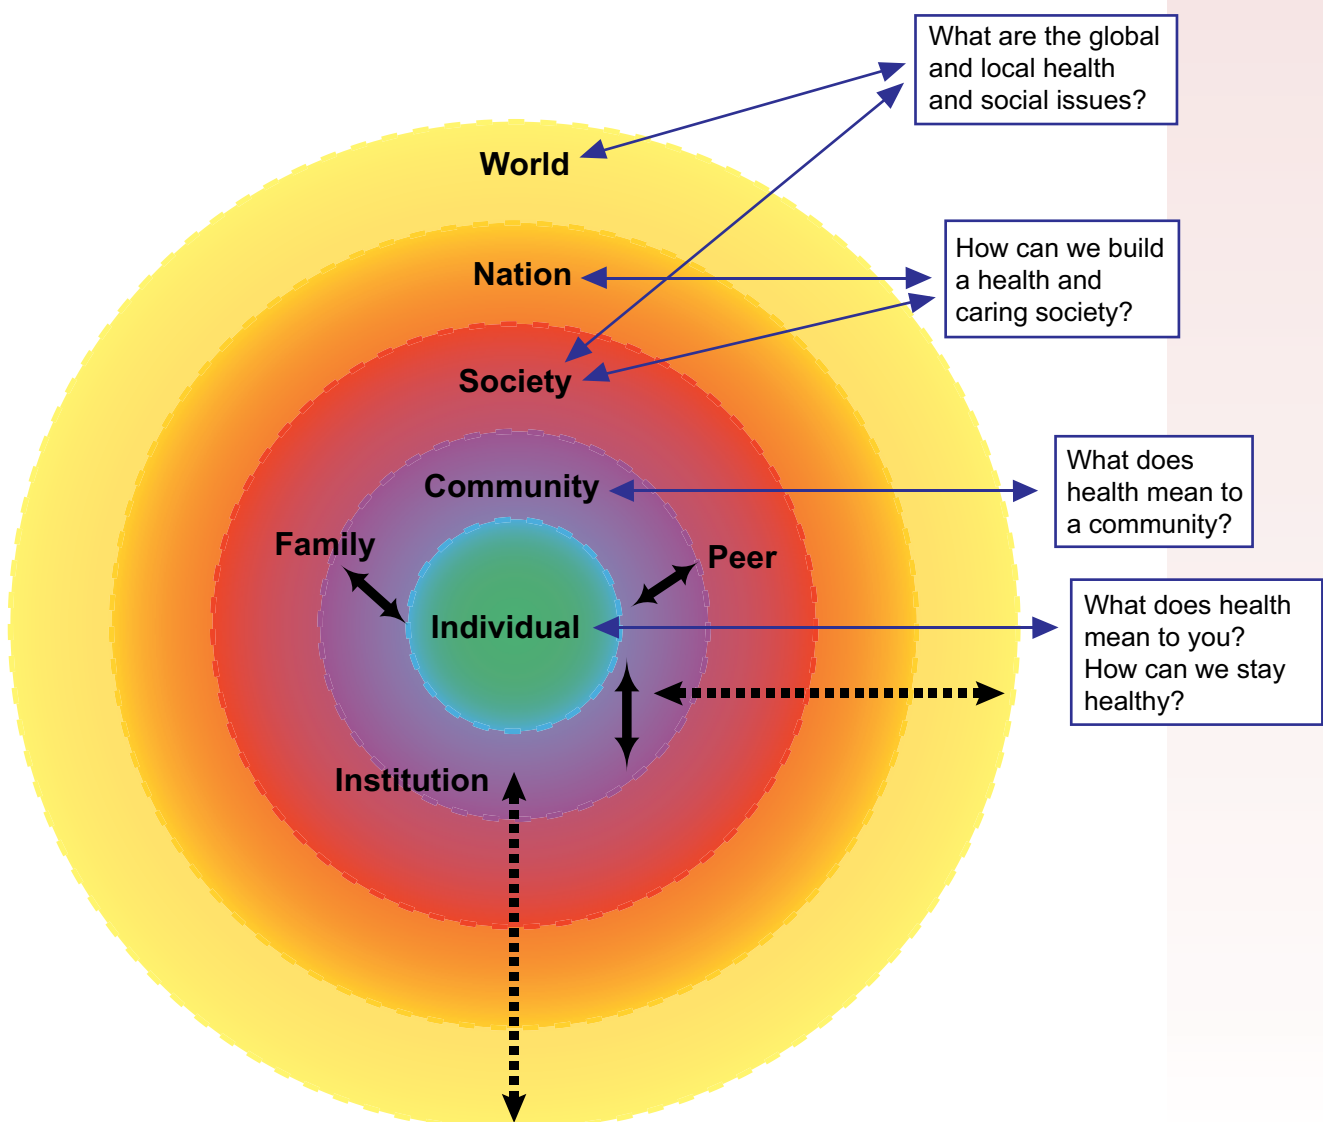 What are the global
and local health
and social issues?
World
How can we build
a health and
caring society?
Nation
Society
What does
health mean to
a community?
Community
Family
Peer
What does health
mean to you?
How can we stay
healthy?
Individual
Institution